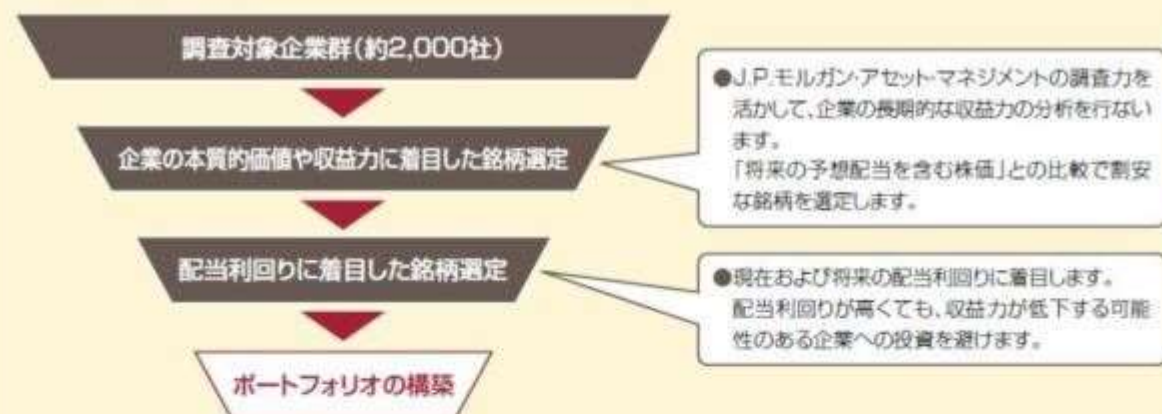 調査対象企業群(約2,000社)
企業の本質的価値や収益力に着目した銘柄選定
●J.P.モルガン・アセット・マネジメントの調査力を
活かして、企業の長期的な収益力の分析を行ない
ます。
「将来の予想配当を含む株価」との比較で割安
な銘柄を選定します。
配当利回りに着目した銘柄選定
●現在および将来の配当利回りに着目します。
配当利回りが高くても、収益力が低下する可能
性のある企業への投資を避けます。
ポートフォリオの構築